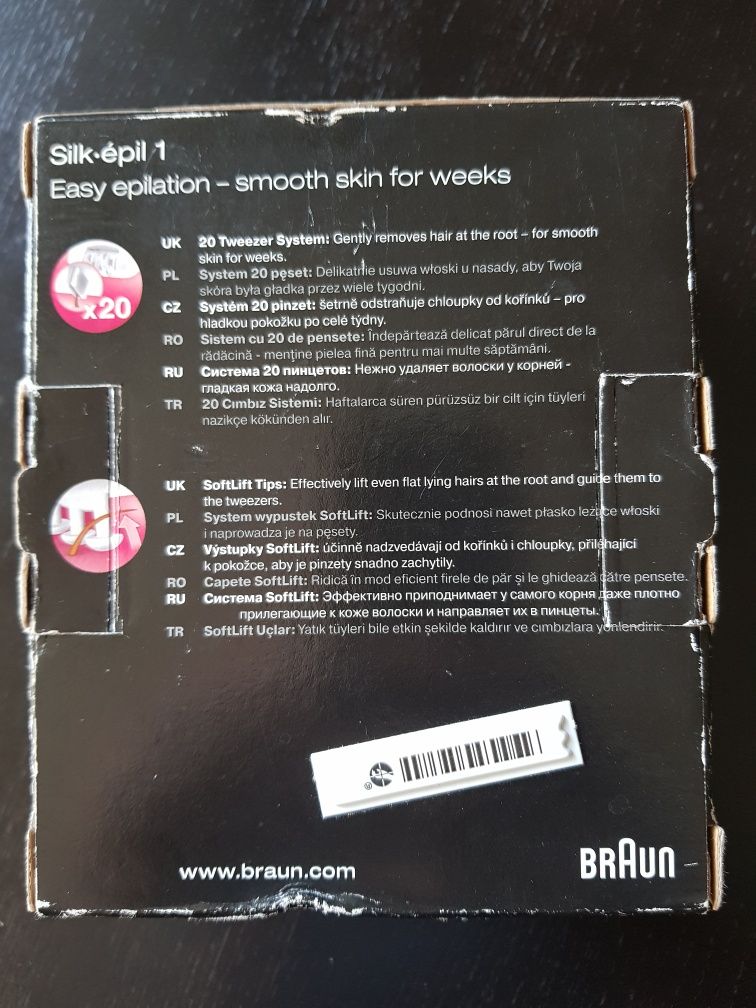 Silk·épil 1
Easy epilation – smooth skin for weeks
x20
UK 20 Tweezer System: Gently removes hair at the root – for smooth
skin for weeks.
PL System 20 pęset: Delikatnie usuwa włoski u nasady, aby Twoja
skóra była gładka przez wiele tygodni.
CZ Systém 20 pinzet: šetrně odstraňuje chloupky od kořínků – pro
hladkou pokožku po celé týdny.
RO Sistem cu 20 de pensete: Îndepărtează delicat părul direct de la
rădăcină - menţine pielea fină pentru mai multe săptămâni.
RU Система 20 пинцетов: Нежно удаляет волоски у корней -
гладкая кожа надолго.
TR 20 Cımbız Sistemi: Haftalarca süren pürüzsüz bir cilt için tüyleri
nazikçe kökünden alır.
UK SoftLift Tips: Effectively lift even flat lying hairs at the root and guide them to
the tweezers.
PL System wypustek SoftLift: Skutecznie podnosi nawet płasko leżące włoski
i naprowadza je na pęsety.
CZ Výstupky SoftLift: účinně nadzvedávají od kořínků i chloupky, přiléhající
k pokožce, aby je pinzety snadno zachytily.
RO Capete SoftLift: Ridică în mod eficient firele de păr şi le ghidează către pensete.
RU Система SoftLift: Эффективно приподнимает у самого корня даже плотно
прилегающие к коже волоски и направляет их в пинцеты.
TR SoftLift Uçlar: Yatık tüyleri bile etkin şekilde kaldırır ve cımbızlara yönlendirir.
www.braun.com
BRAUN